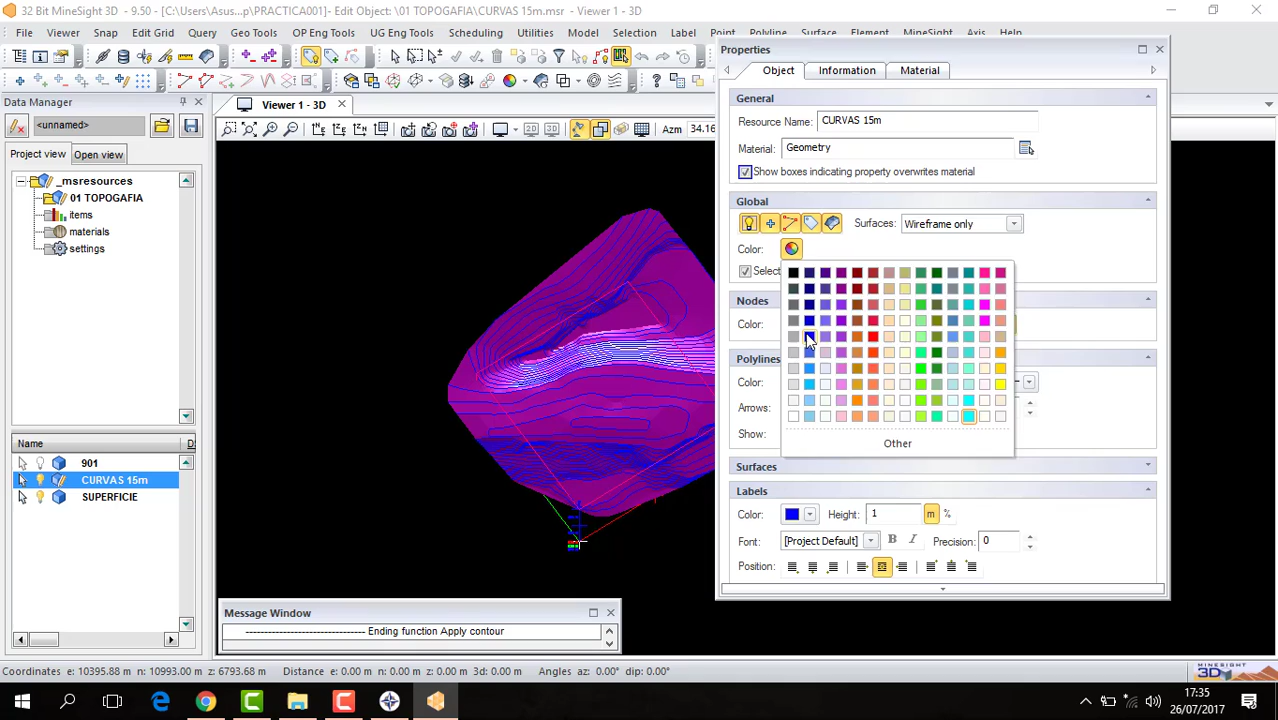 32 Bit MineSight 3D - 9.50 - [C:\Users\Asus...p\PRACTICA001]- Edit Object: \01 TOPOGAFIA\CURVAS 15m.msr - Viewer 1 - 3D
File Viewer Snap Edit Grid Query Geo Tools OP Eng Tools UG Eng Tools Scheduling Utilities Model Selection Label Point Polyline Surface Element MineSight Axis Help
Data Manager
<unnamed>
Project view Open view
_msresources
01 TOPOGAFIA
items
materials
settings
Name
901
CURVAS 15m
SUPERFICIE
Viewer 1 - 3D
2D 3D
Azm 34.16
Properties
Object Information Material
General
Resource Name: CURVAS 15m
Material: Geometry
Show boxes indicating property overwrites material
Global
Surfaces: Wireframe only
Color:
Select
Nodes
Color:
Polylines
Color:
Arrows:
Show:
Other
Surfaces
Labels
Color: Height: 1 m %
Font: [Project Default] B I Precision: 0
Position:
Message Window
Ending function Apply contour
Coordinates e: 10395.88 m n: 10993.00 m z: 6793.68 m Distance e: 0.00 m n: 0.00 m z: 0.00 m 3d: 0.00 m Angles az: 0.00° dip: 0.00°
MINESIGHT
3D
17:35
26/07/2017